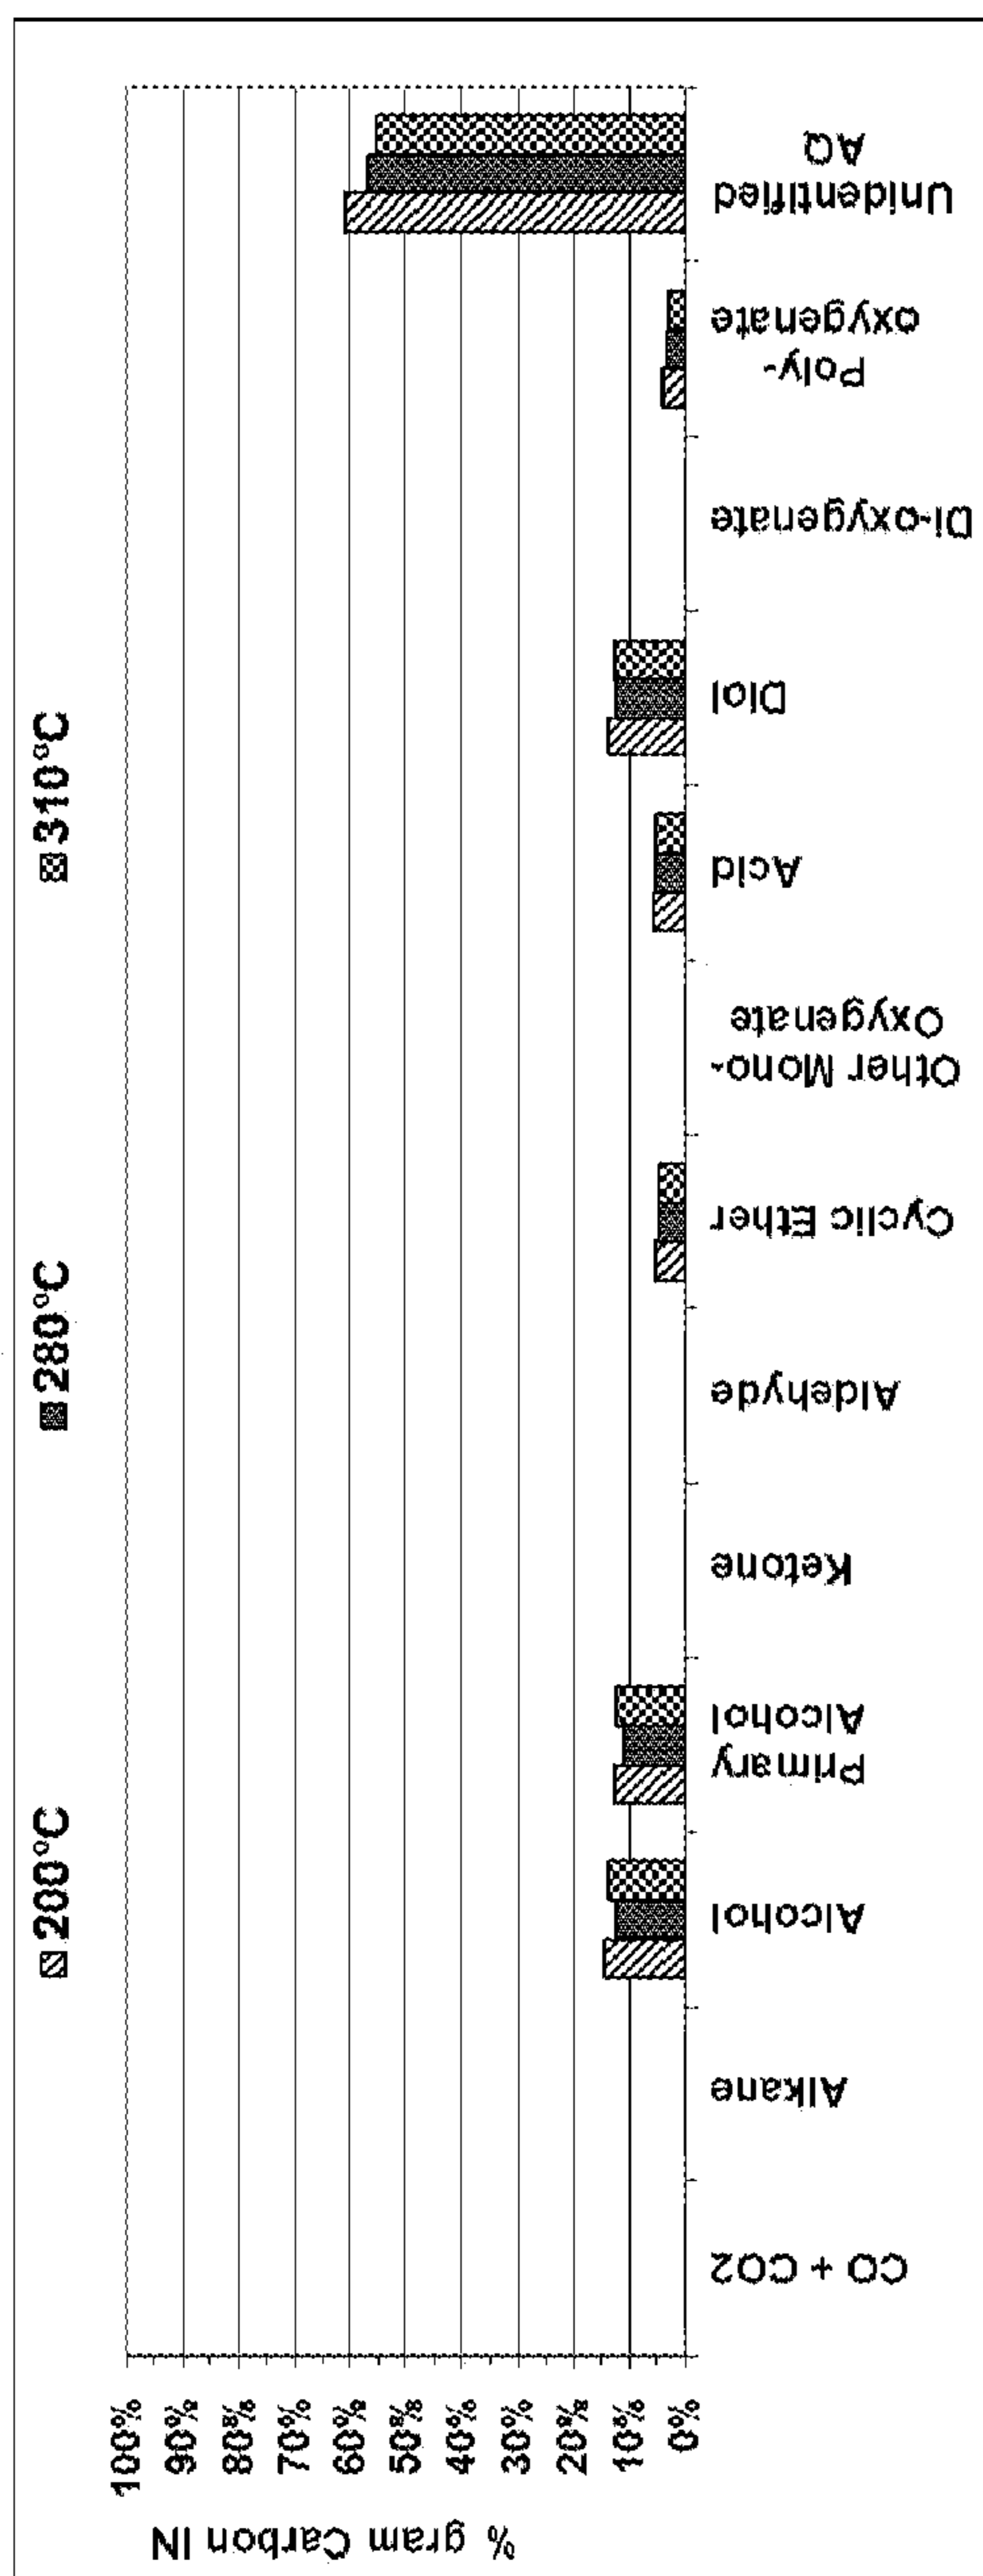 200°C 280°C 310°C
% gram Carbon IN
100%
90%
80%
70%
60%
50%
40%
30%
20%
10%
0%
CO + CO2
Alkane
Alcohol
Primary
Alcohol
Ketone
Aldehyde
Cyclic Ether
Other Mono-
Oxygenate
Acid
Diol
Di-oxygenate
Poly-
oxygenate
Unidentified
AQ